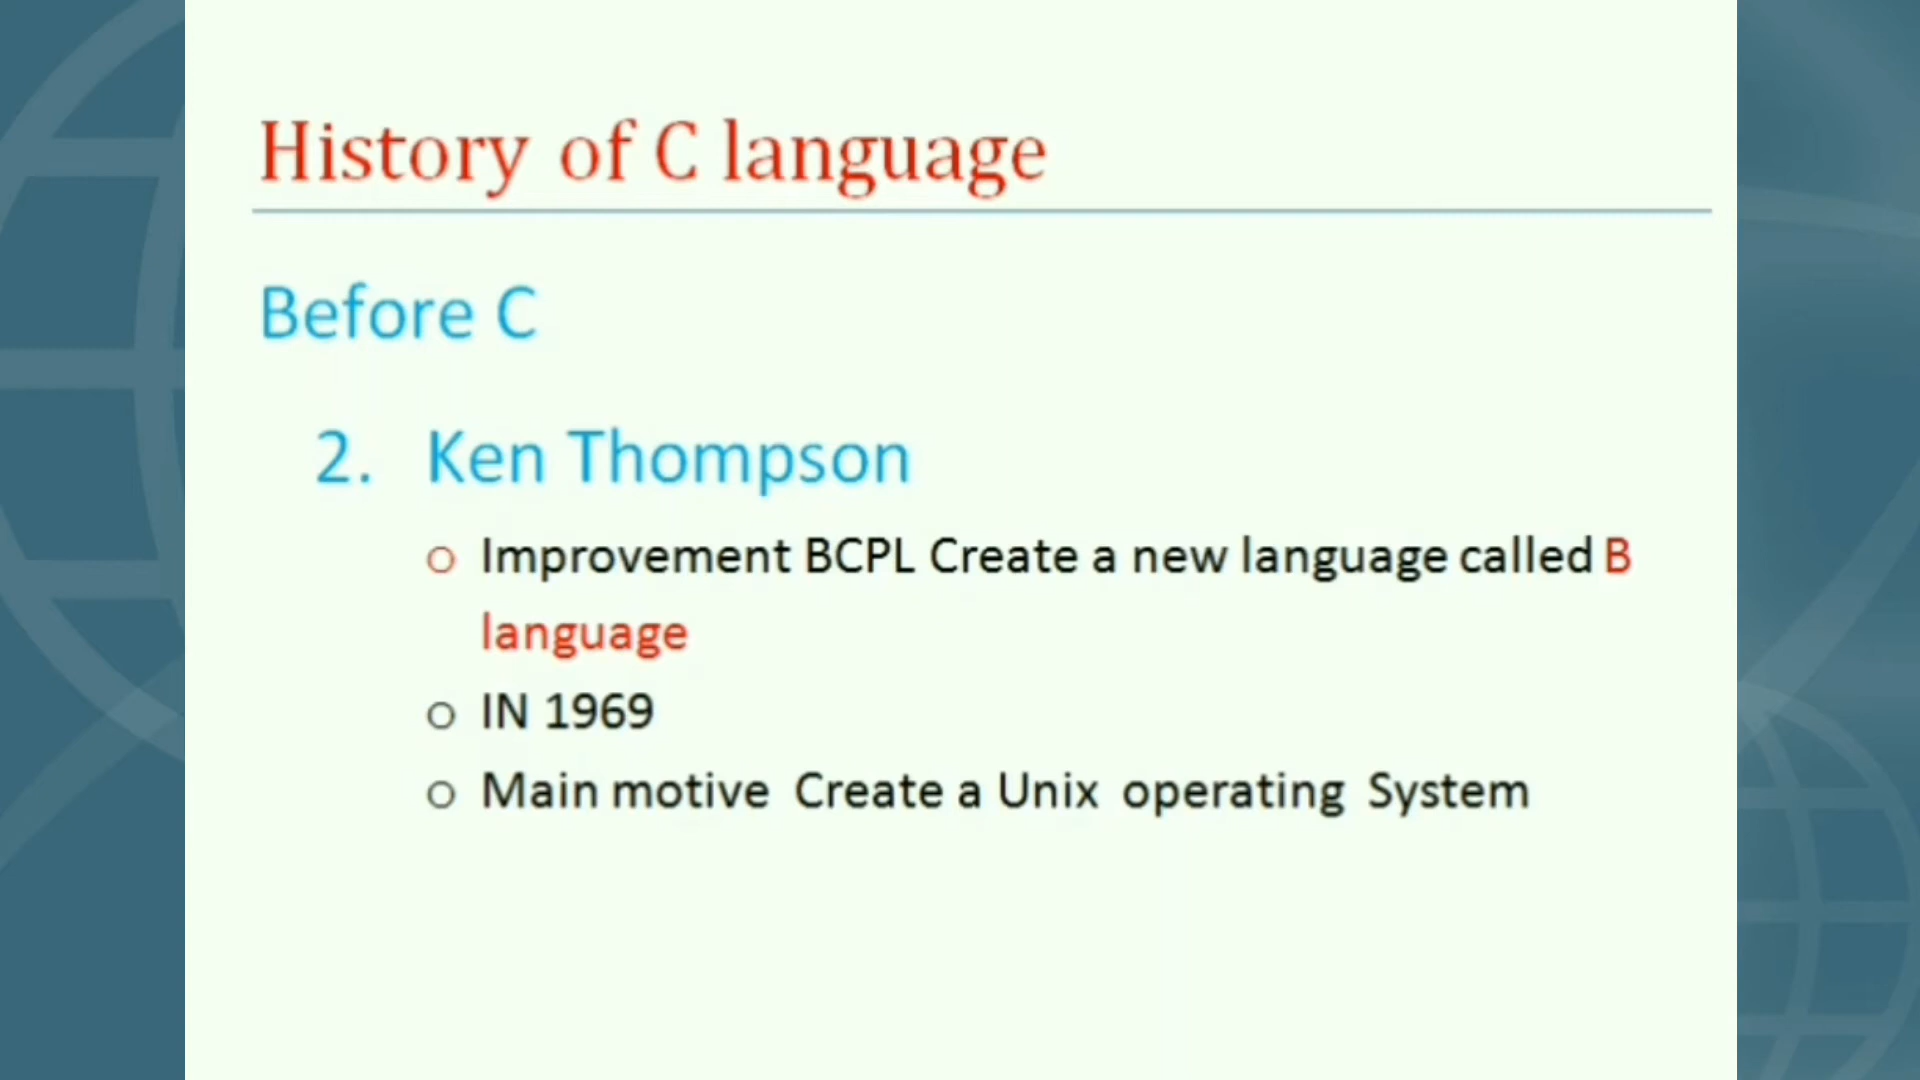 History of C language
Before C
2. Ken Thompson
o Improvement BCPL Create a new language called B
language
o IN 1969
o Main motive Create a Unix operating System